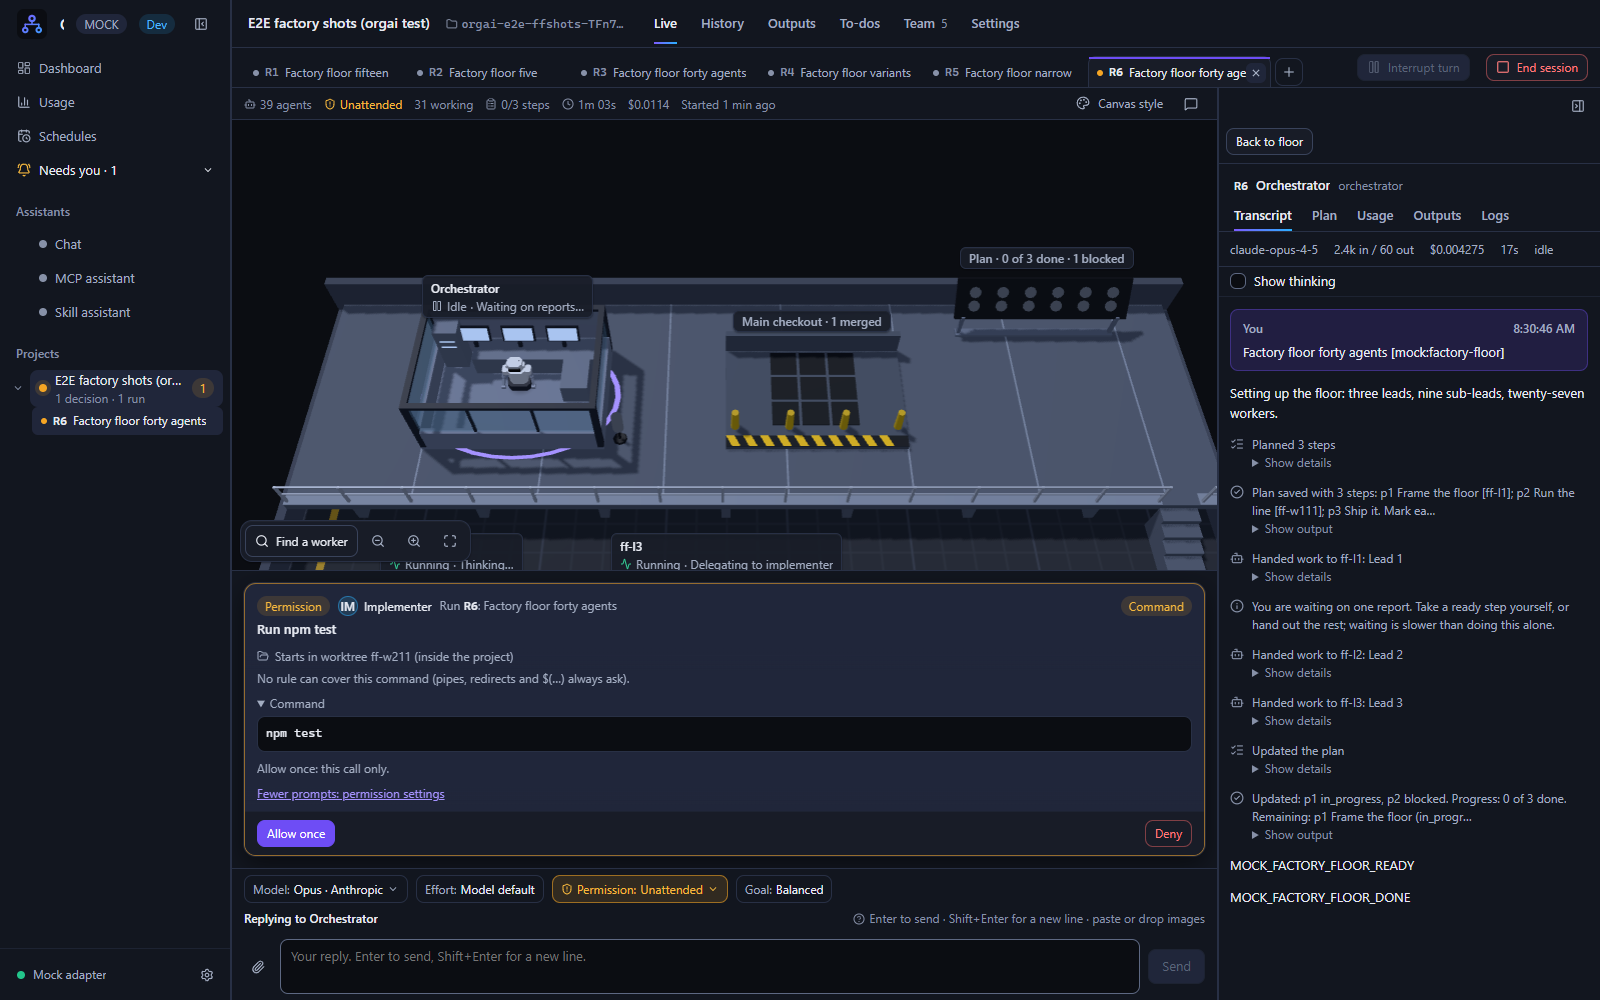 MOCK
Dev
Dashboard
Usage
Schedules
Needs you · 1
Assistants
Chat
MCP assistant
Skill assistant
Projects
E2E factory shots (or...
1 decision · 1 run
1
R6 Factory floor forty agents
Mock adapter
E2E factory shots (orgai test)
orgai-e2e-ffshots-TFn7…
Live
History
Outputs
To-dos
Team 5
Settings
R1 Factory floor fifteen
R2 Factory floor five
R3 Factory floor forty agents
R4 Factory floor variants
R5 Factory floor narrow
R6 Factory floor forty age
Interrupt turn
End session
39 agents
Unattended
31 working
0/3 steps
1m 03s
$0.0114
Started 1 min ago
Canvas style
Plan · 0 of 3 done · 1 blocked
Orchestrator
Idle · Waiting on reports...
Main checkout · 1 merged
Find a worker
Running · Thinking...
ff-l3
Running · Delegating to implementer
Permission
IM Implementer Run R6: Factory floor forty agents
Command
Run npm test
Starts in worktree ff-w211 (inside the project)
No rule can cover this command (pipes, redirects and $(...) always ask).
Command
npm test
Allow once: this call only.
Fewer prompts: permission settings
Allow once
Deny
Model: Opus · Anthropic
Effort: Model default
Permission: Unattended
Goal: Balanced
Replying to Orchestrator
Enter to send · Shift+Enter for a new line · paste or drop images
Your reply. Enter to send, Shift+Enter for a new line.
Send
Back to floor
R6 Orchestrator orchestrator
Transcript
Plan
Usage
Outputs
Logs
claude-opus-4-5
2.4k in / 60 out
$0.004275
17s
idle
Show thinking
You
8:30:46 AM
Factory floor forty agents [mock:factory-floor]
Setting up the floor: three leads, nine sub-leads, twenty-seven
workers.
Planned 3 steps
Show details
Plan saved with 3 steps: p1 Frame the floor [ff-l1]; p2 Run the
line [ff-w111]; p3 Ship it. Mark ea...
Show output
Handed work to ff-l1: Lead 1
Show details
You are waiting on one report. Take a ready step yourself, or
hand out the rest; waiting is slower than doing this alone.
Handed work to ff-l2: Lead 2
Show details
Handed work to ff-l3: Lead 3
Show details
Updated the plan
Show details
Updated: p1 in_progress, p2 blocked. Progress: 0 of 3 done.
Remaining: p1 Frame the floor (in_progr...
Show output
MOCK_FACTORY_FLOOR_READY
MOCK_FACTORY_FLOOR_DONE